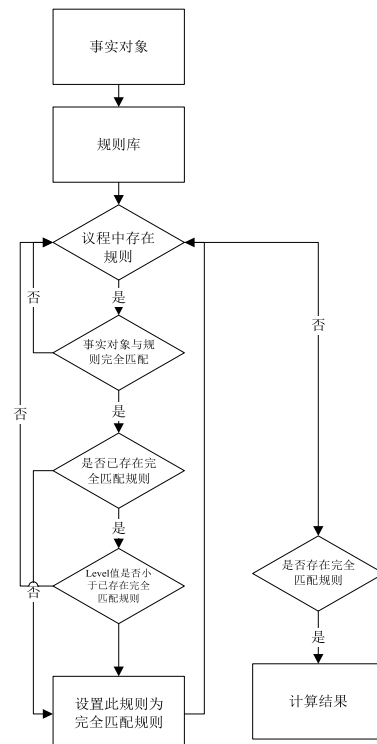 事实对象
规则库
议程中存在
规则
是
否
事实对象与规
则完全匹配
是
否
否
是否已存在完
全匹配规则
是
Level值是否小
于已存在完全
匹配规则
否
设置此规则为
完全匹配规则
是否存在完全
匹配规则
是
计算结果